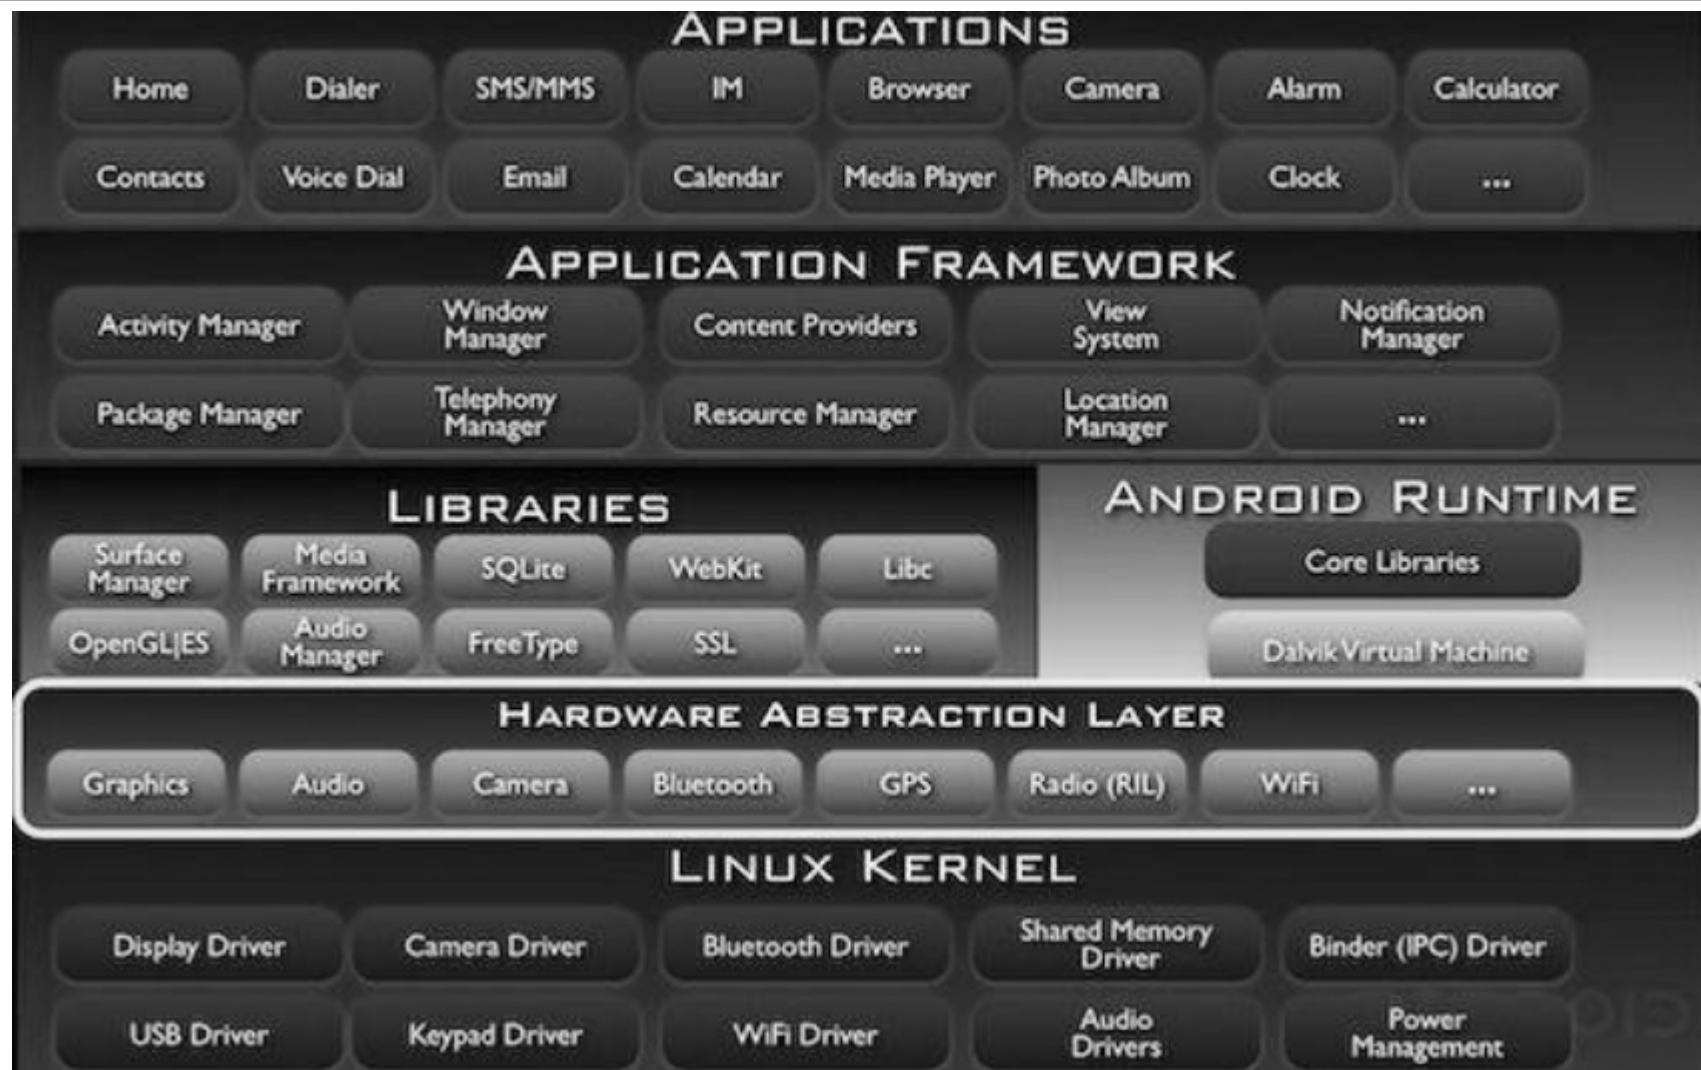 APPLICATIONS
Home Dialer SMS/MMS IM Browser Camera Alarm Calculator
Contacts Voice Dial Email Calendar Media Player Photo Album Clock ...
APPLICATION FRAMEWORK
Activity Manager
Window
Manager
Content Providers
View
System
Notification
Manager
Package Manager
Telephony
Manager
Resource Manager
Location
Manager
...
LIBRARIES
Surface
Manager
Media
Framework
SQLite
WebKit
Libc
OpenGL|ES
Audio
Manager
FreeType
SSL
...
ANDROID RUNTIME
Core Libraries
Dalvik Virtual Machine
HARDWARE ABSTRACTION LAYER
Graphics Audio Camera Bluetooth GPS Radio (RIL) WiFi ...
LINUX KERNEL
Display Driver
Camera Driver
Bluetooth Driver
Shared Memory
Driver
Binder (IPC) Driver
USB Driver
Keypad Driver
WiFi Driver
Audio
Drivers
Power
Management